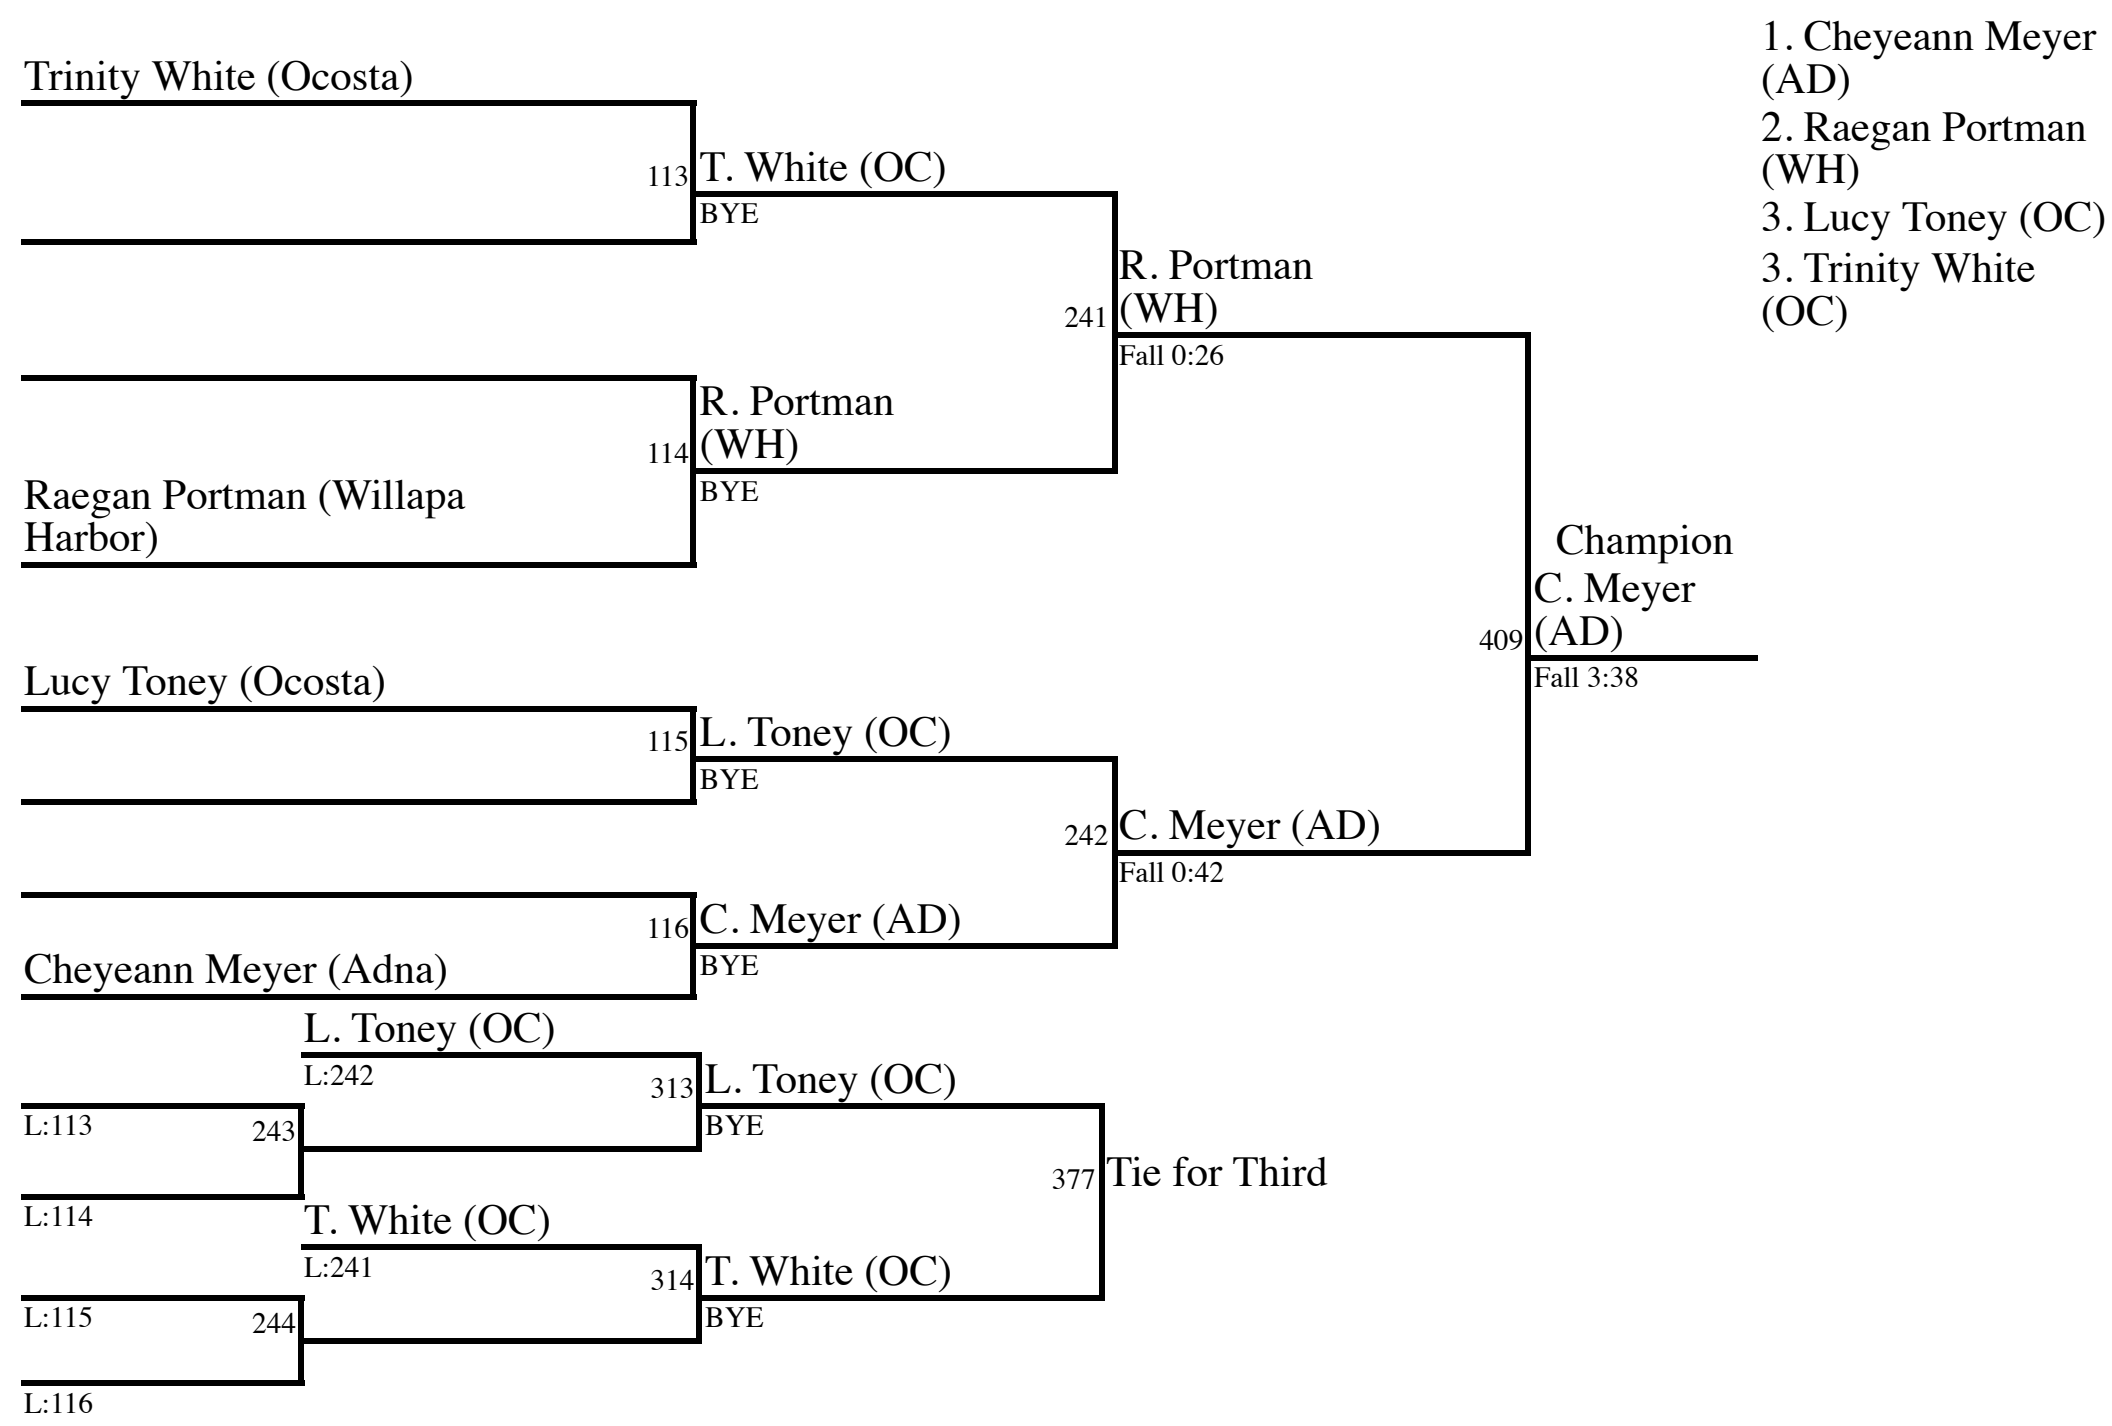 1. Cheyeann Meyer
(AD)
2. Raegan Portman
(WH)
3. Lucy Toney (OC)
3. Trinity White
(OC)
Trinity White (Ocosta)
113
T. White (OC)
BYE
R. Portman
(WH)
241
Fall 0:26
R. Portman
(WH)
114
BYE
Raegan Portman (Willapa
Harbor)
Champion
C. Meyer
(AD)
409
Fall 3:38
Lucy Toney (Ocosta)
115
L. Toney (OC)
BYE
242
C. Meyer (AD)
Fall 0:42
116
C. Meyer (AD)
BYE
Cheyeann Meyer (Adna)
L. Toney (OC)
L:242
313
L. Toney (OC)
BYE
L:113
243
L:114
377
Tie for Third
T. White (OC)
L:241
314
T. White (OC)
BYE
L:115
244
L:116